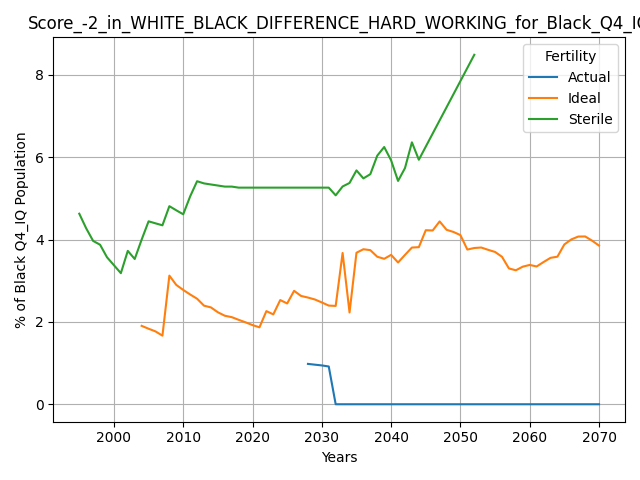 Score_-2_in_WHITE_BLACK_DIFFERENCE_HARD_WORKING_for_Black_Q4_IQ
Fertility
Actual
Ideal
Sterile
% of Black Q4_IQ Population
8
6
4
2
0
2000 2010 2020 2030 2040 2050 2060 2070
Years